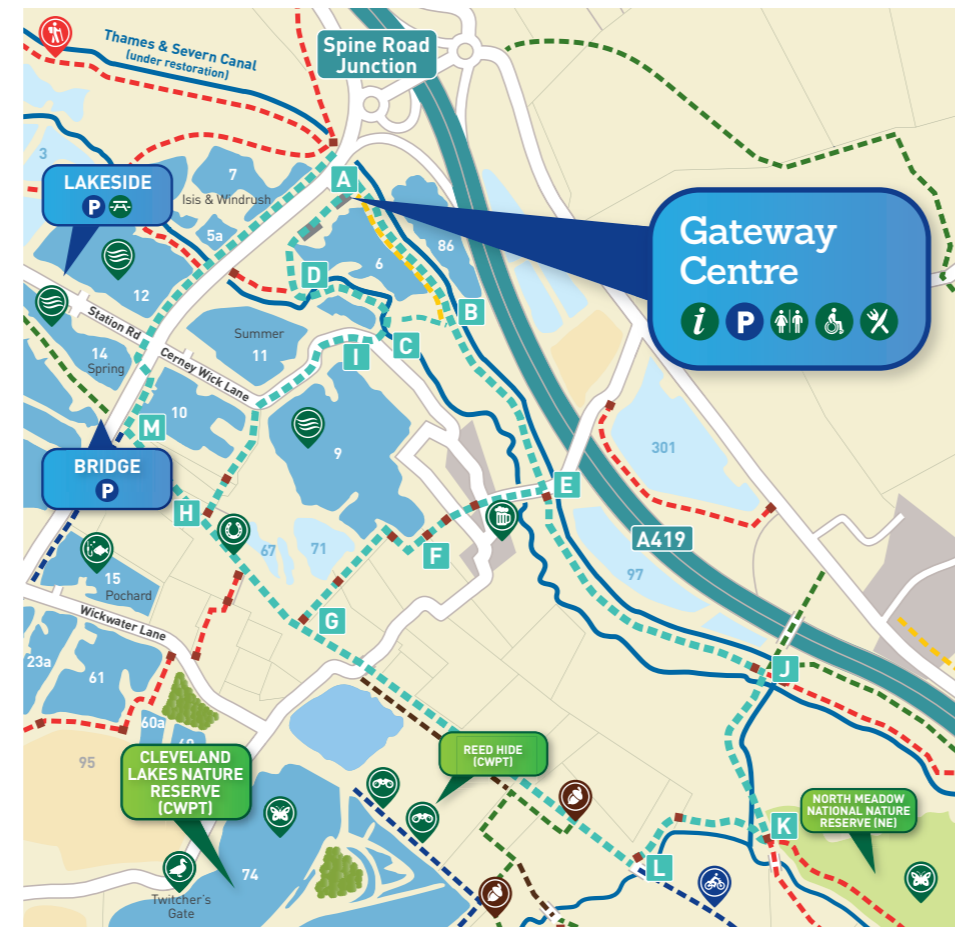 Thames & Severn Canal
(under restoration)
Spine Road
Junction
3
7
LAKESIDE
P
Isis & Windrush
5a
A
86
6
Gateway
Centre
i
P
12
D
B
Station Rd
Summer
11
C
I
14
Spring
Cerney Wick Lane
10
M
9
301
BRIDGE
P
E
H
A419
67
71
F
97
15
Pochard
G
Wickwater Lane
23a
61
J
60a
95
CLEVELAND
LAKES NATURE
RESERVE
(CWPT)
REED HIDE
(CWPT)
NORTH MEADOW
NATIONAL NATURE
RESERVE (NE)
K
L
74
Twitcher's
Gate